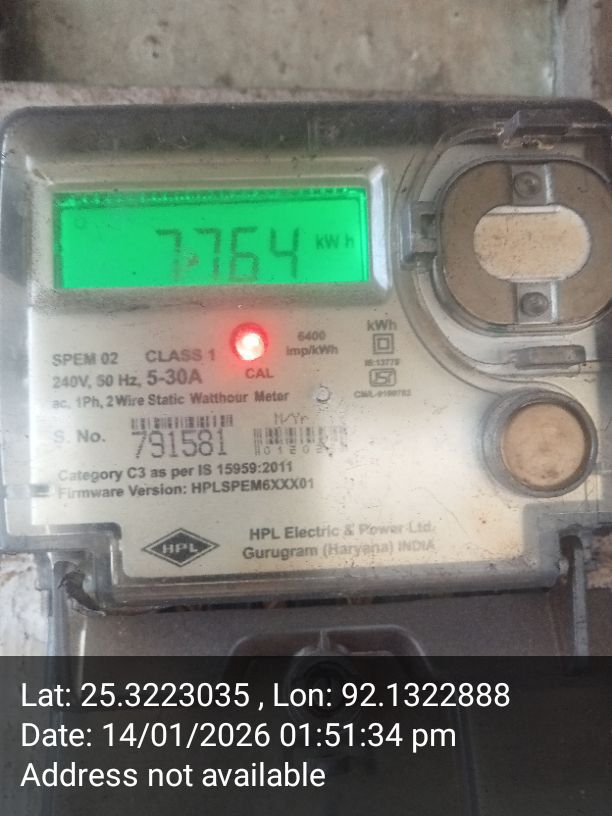 7764 kWh
6400
imp/kWh
kWh
SPEM 02 CLASS 1
CAL
IS:13779
240V, 50 Hz, 5-30A
ac, 1Ph, 2 Wire Static Watthour Meter
M/Yr
S. No. 791581
Category C3 as per IS 15959:2011
Firmware Version: HPLSPEM6XXX01
HPL
HPL Electric & Power Ltd.
Gurugram (Haryana) INDIA
Lat: 25.3223035 , Lon: 92.1322888
Date: 14/01/2026 01:51:34 pm
Address not available